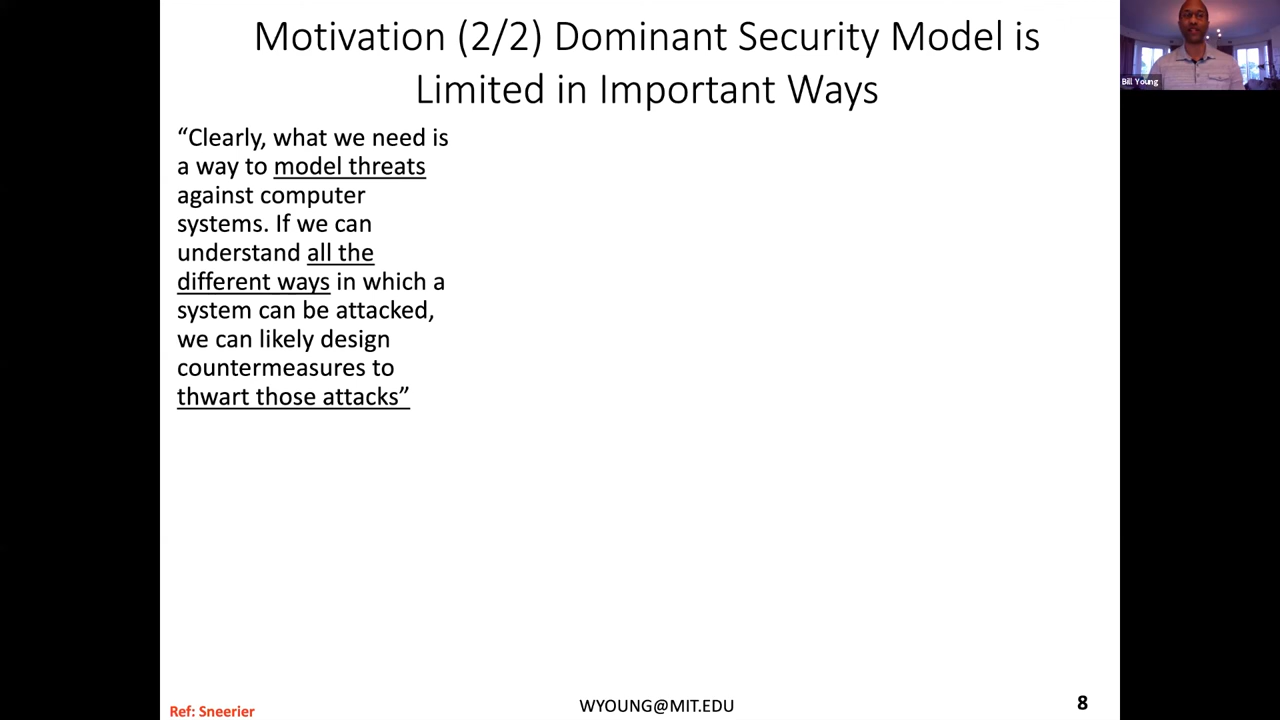 Motivation (2/2) Dominant Security Model is
Limited in Important Ways
Bill Young
“Clearly, what we need is
a way to model threats
against computer
systems. If we can
understand all the
different ways in which a
system can be attacked,
we can likely design
countermeasures to
thwart those attacks”
Ref: Sneerier
WYOUNG@MIT.EDU
8